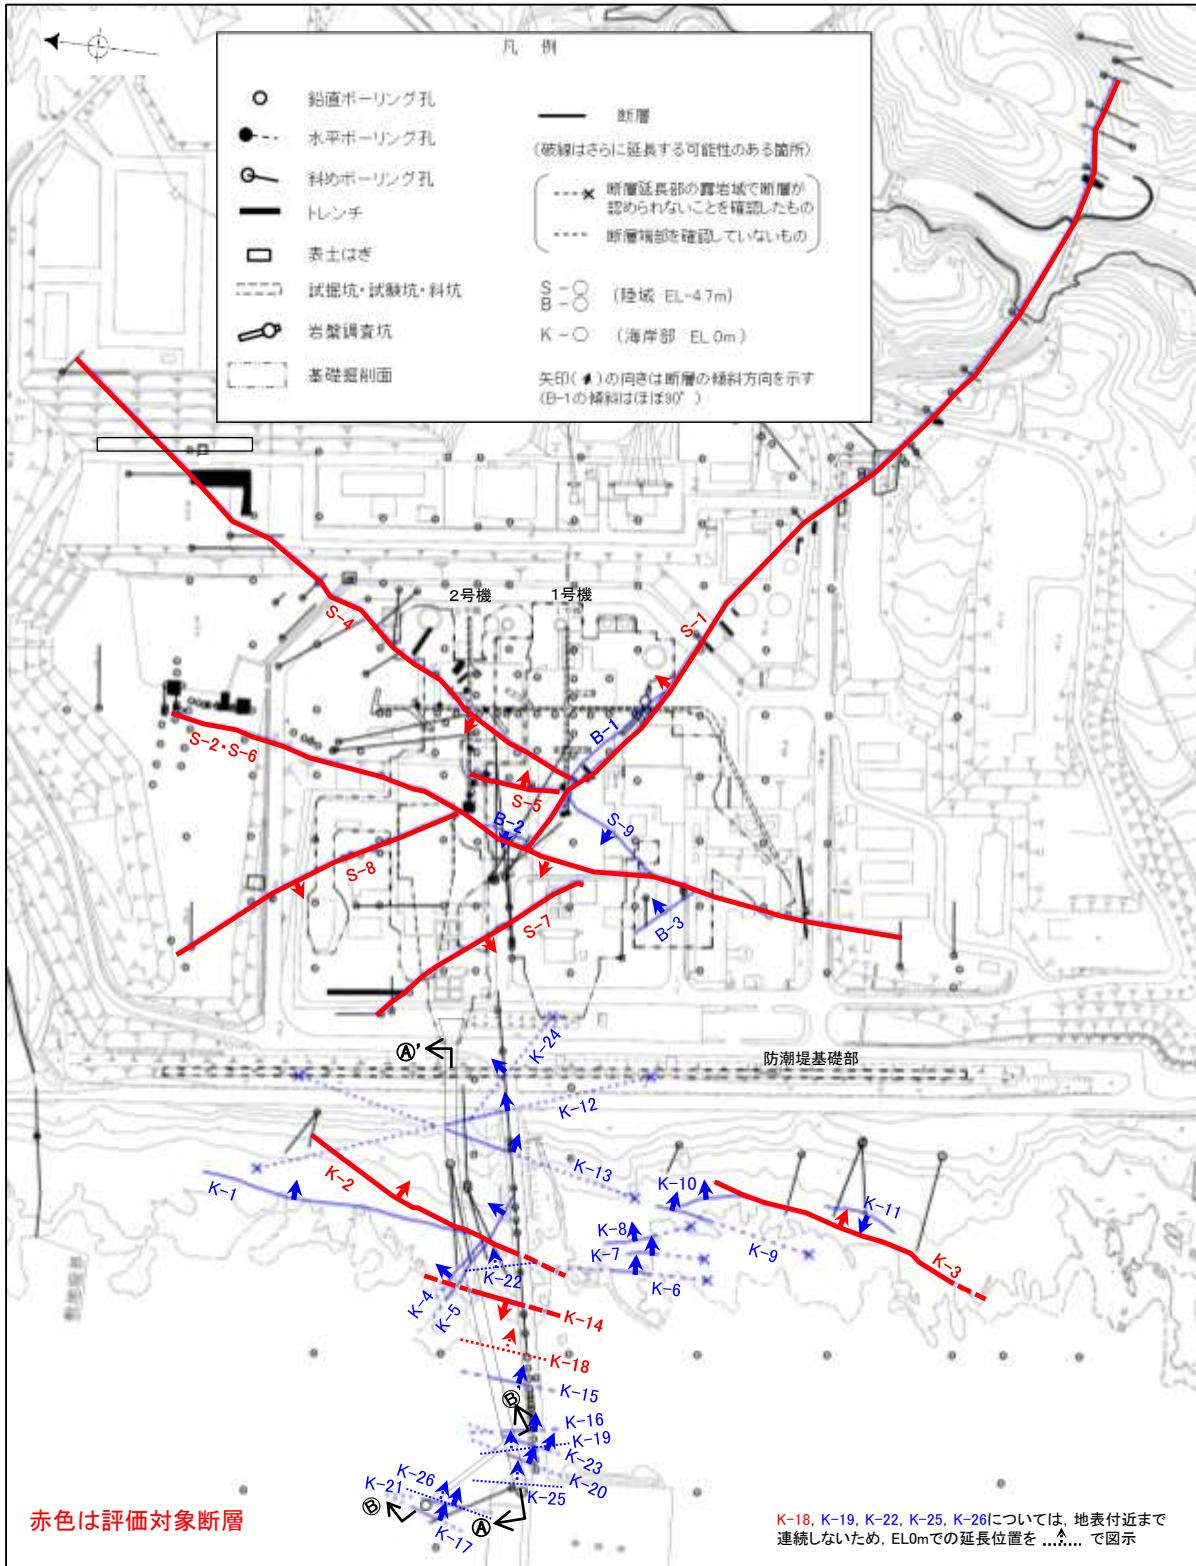 凡 例
鉛直ボーリング孔
水平ボーリング孔
斜めボーリング孔
トレンチ
表土はぎ
試掘坑・試験坑・斜坑
岩盤調査坑
基礎掘削面
断層
(破線はさらに延長する可能性のある箇所)
断層延長部の露岩域で断層が
認められないことを確認したもの
断層端部を確認していないもの
S-○
B-○
(陸域 EL-4.7m)
K-○ (海岸部 EL 0m)
矢印( )の向きは断層の傾斜方向を示す
(B-1の傾斜はほぼ90°)
2号機
1号機
S-4
S-1
B-1
S-2・S-6
S-5
B-2
S-9
S-8
S-7
B-3
K-24
Ⓐ'
防潮堤基礎部
K-12
K-13
K-2
K-1
K-10
K-11
K-8
K-7
K-9
K-6
K-3
K-22
K-4
K-5
K-14
K-18
K-15
Ⓑ'
K-16
K-19
K-23
K-20
K-26
K-21
K-25
Ⓑ
K-17
Ⓐ
赤色は評価対象断層
K-18, K-19, K-22, K-25, K-26については, 地表付近まで
連続しないため, EL0mでの延長位置を で図示